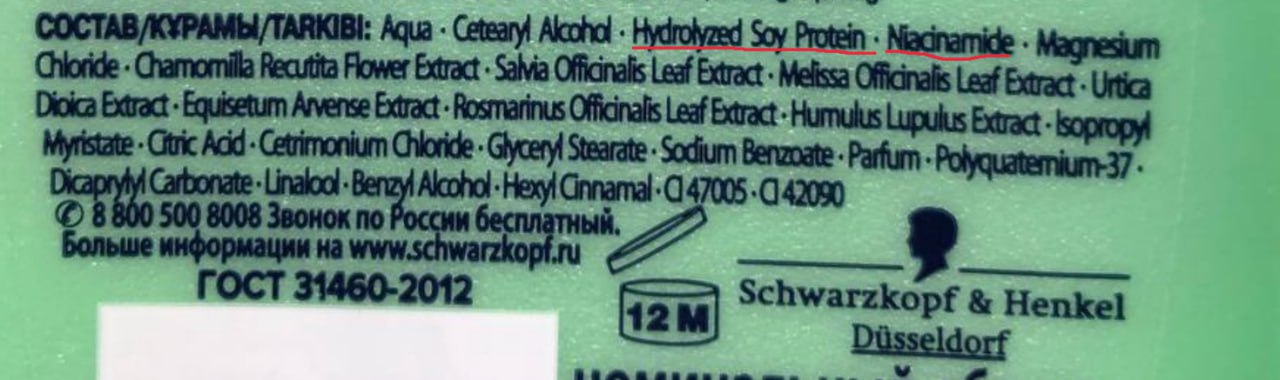 СОСТАВ/ҚҰРАМЫ/TARKIBI: Aqua · Cetearyl Alcohol · Hydrolyzed Soy Protein · Niacinamide · Magnesium
Chloride · Chamomilla Recutita Flower Extract · Salvia Officinalis Leaf Extract · Melissa Officinalis Leaf Extract · Urtica
Dioica Extract · Equisetum Arvense Extract · Rosmarinus Officinalis Leaf Extract · Humulus Lupulus Extract · Isopropyl
Myristate · Citric Acid · Cetrimonium Chloride · Glyceryl Stearate · Sodium Benzoate · Parfum · Polyquaternium-37 ·
Dicaprylyl Carbonate · Linalool · Benzyl Alcohol · Hexyl Cinnamal · CI 47005 · CI 42090
✆ 8 800 500 8008 Звонок по России бесплатный.
Больше информации на www.schwarzkopf.ru
ГОСТ 31460-2012
12 M
Schwarzkopf & Henkel
Düsseldorf